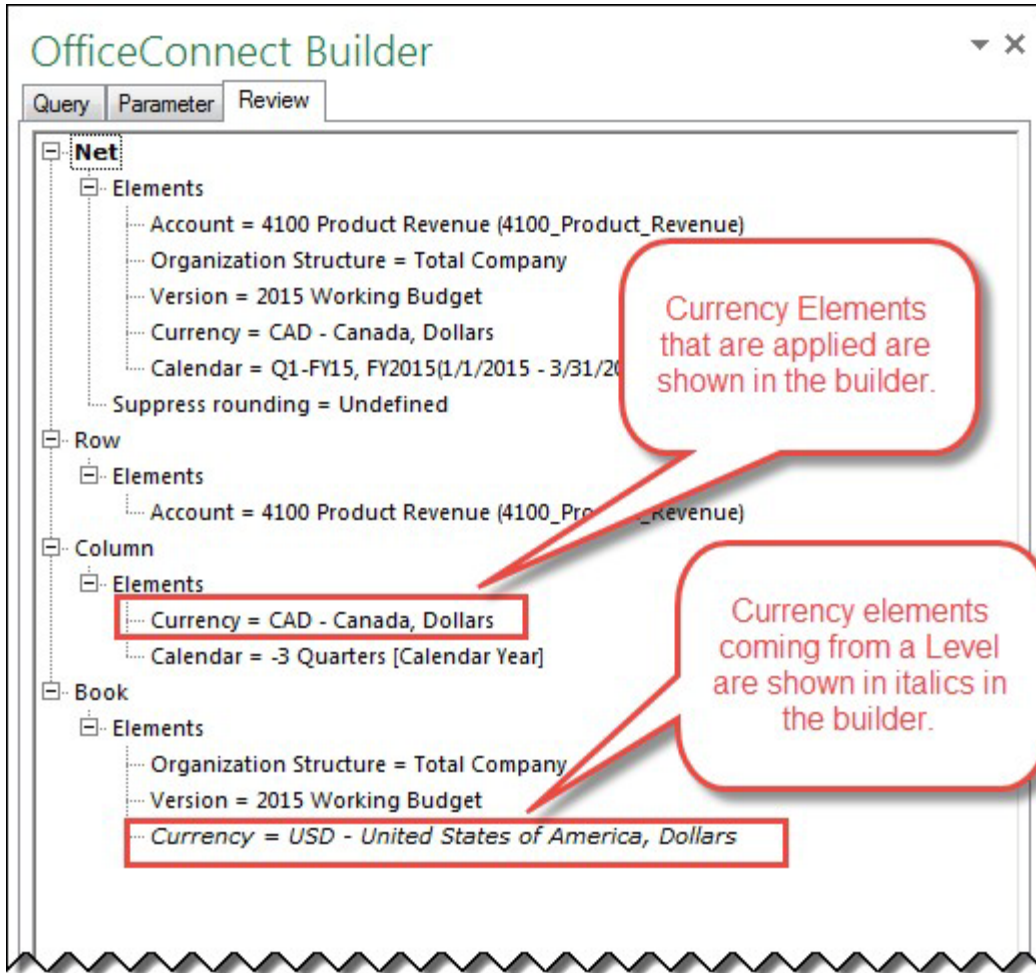 OfficeConnect Builder
Query Parameter Review
Net
Elements
Account = 4100 Product Revenue (4100_Product_Revenue)
Organization Structure = Total Company
Version = 2015 Working Budget
Currency = CAD - Canada, Dollars
Calendar = Q1-FY15, FY2015(1/1/2015 - 3/31/20
Suppress rounding = Undefined
Row
Elements
Account = 4100 Product Revenue (4100_Product_Revenue)
Column
Elements
Currency = CAD - Canada, Dollars
Calendar = -3 Quarters [Calendar Year]
Book
Elements
Organization Structure = Total Company
Version = 2015 Working Budget
Currency = USD - United States of America, Dollars
Currency Elements
that are applied are
shown in the builder.
Currency elements
coming from a Level
are shown in italics in
the builder.